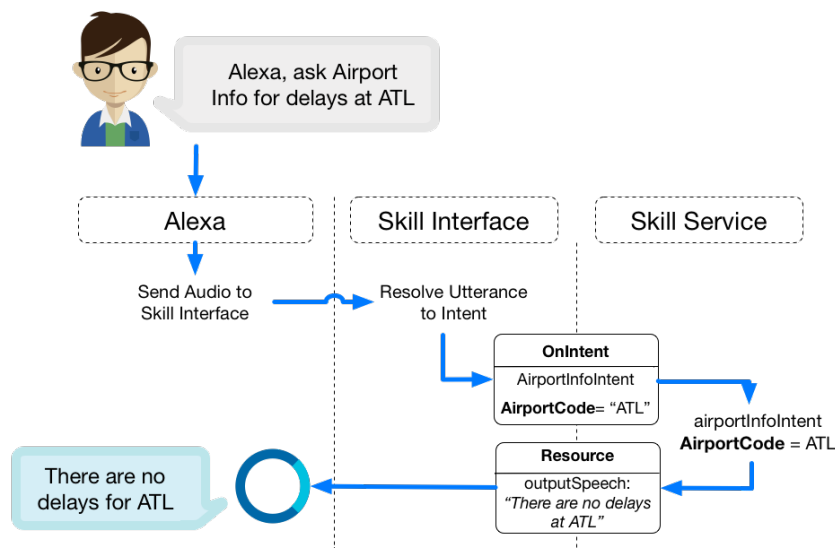 Alexa, ask Airport
Info for delays at ATL
Alexa
Skill Interface
Skill Service
Send Audio to
Skill Interface
Resolve Utterance
to Intent
OnIntent
AirportInfoIntent
AirportCode= “ATL”
airportInfoIntent
AirportCode = ATL
Resource
outputSpeech:
“There are no delays
at ATL”
There are no
delays for ATL